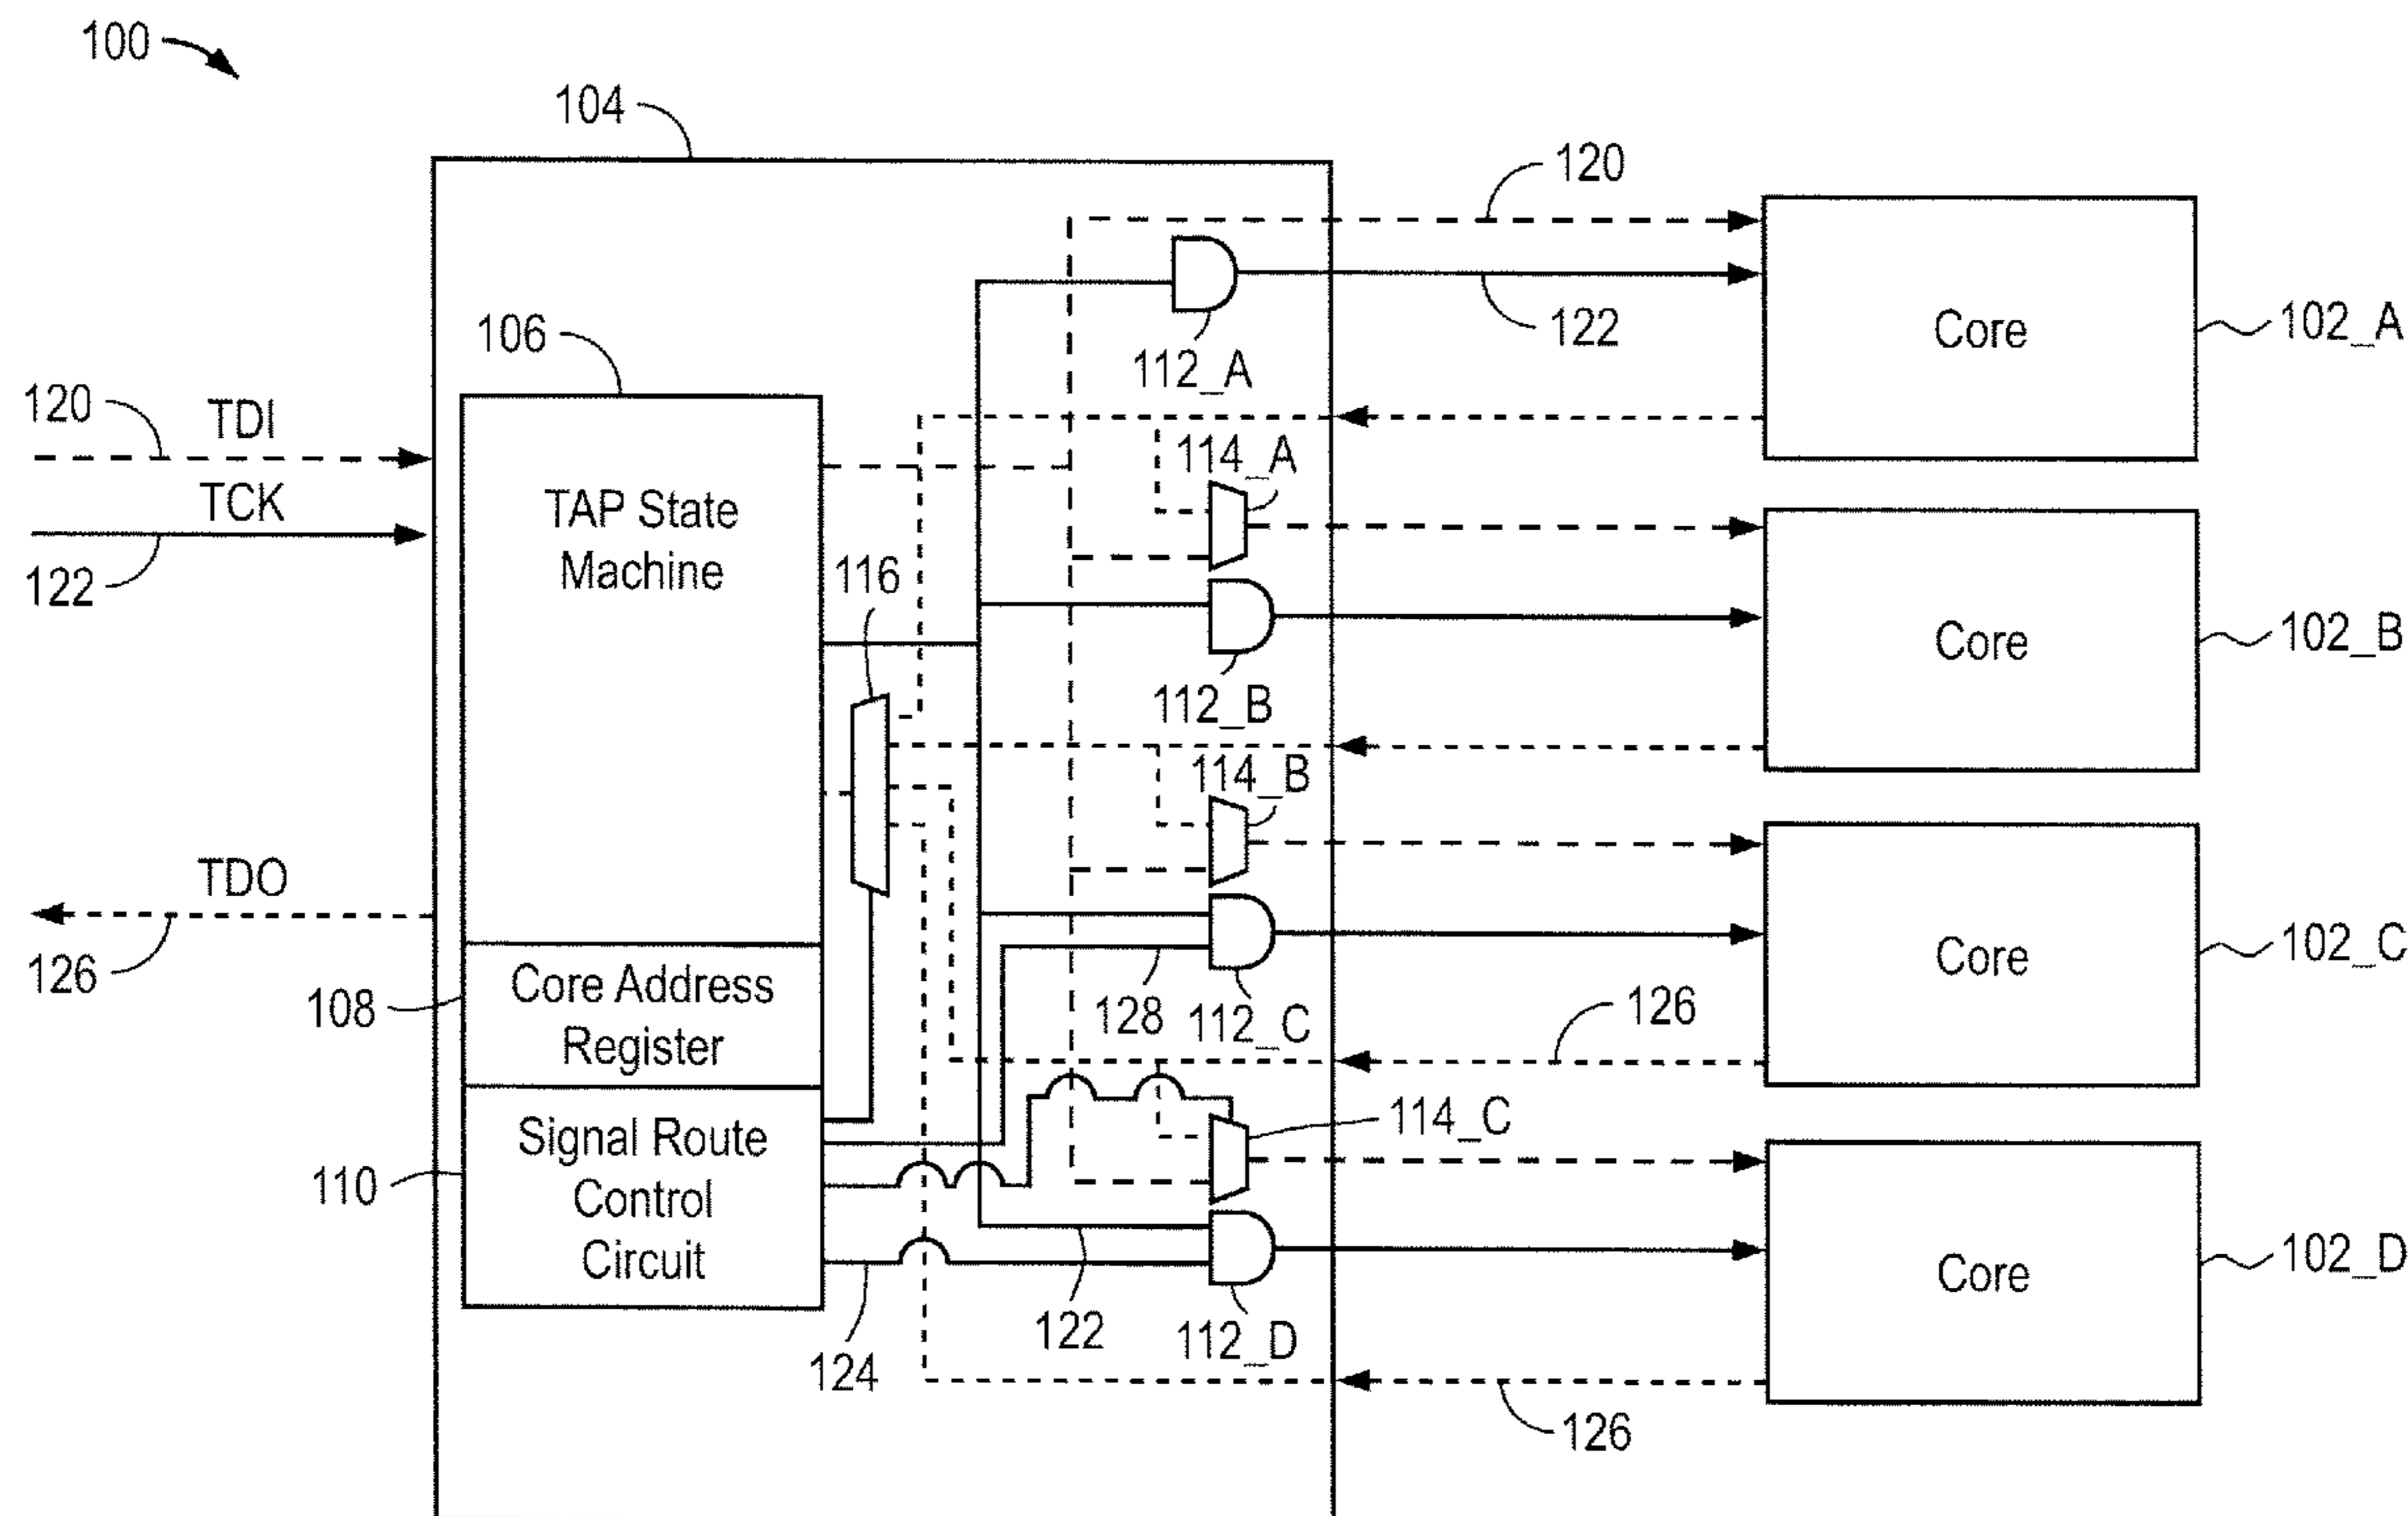 100
104
120
106
112_A
122
Core
102_A
120
TDI
TCK
122
TAP State
Machine
114_A
116
112_B
Core
102_B
114_B
TDO
126
108
Core Address
Register
128
112_C
Core
102_C
126
110
Signal Route
Control
Circuit
114_C
124
122
112_D
Core
102_D
126